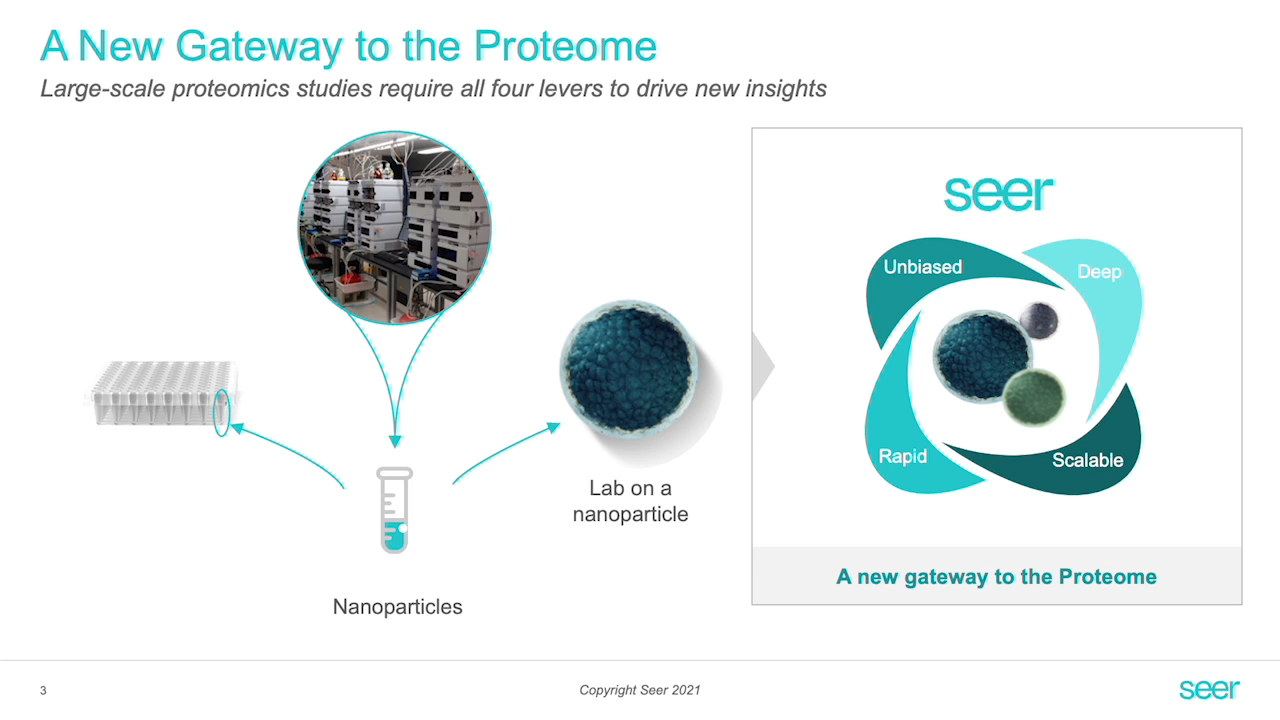 A New Gateway to the Proteome
Large-scale proteomics studies require all four levers to drive new insights
Lab on a
nanoparticle
Nanoparticles
seer
Unbiased
Deep
Rapid
Scalable
A new gateway to the Proteome
3
Copyright Seer 2021
seer